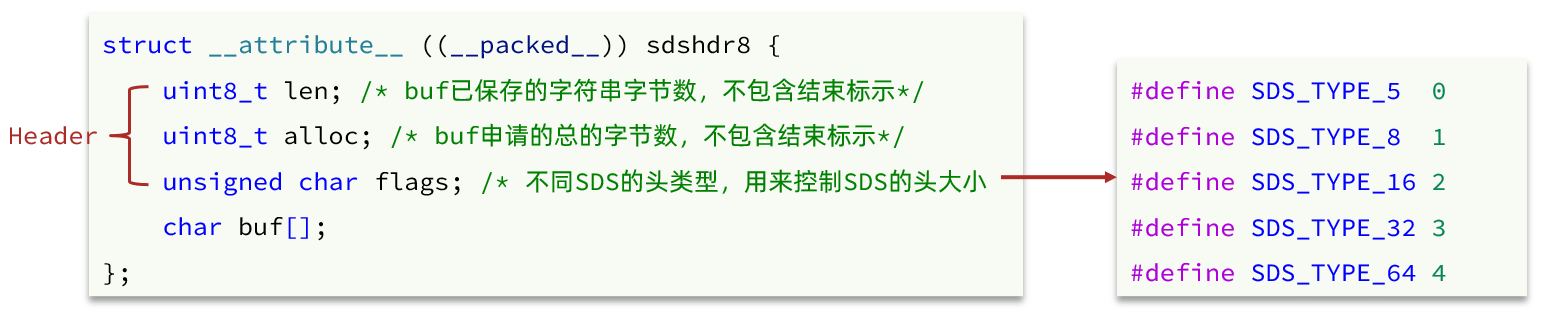 struct __attribute__ ((__packed__)) sdshdr8 {
uint8_t len; /* buf已保存的字符串字节数，不包含结束标示*/
Header
uint8_t alloc; /* buf申请的总的字节数，不包含结束标示*/
unsigned char flags; /* 不同SDS的头类型，用来控制SDS的头大小
char buf[];
};
#define SDS_TYPE_5 0
#define SDS_TYPE_8 1
#define SDS_TYPE_16 2
#define SDS_TYPE_32 3
#define SDS_TYPE_64 4